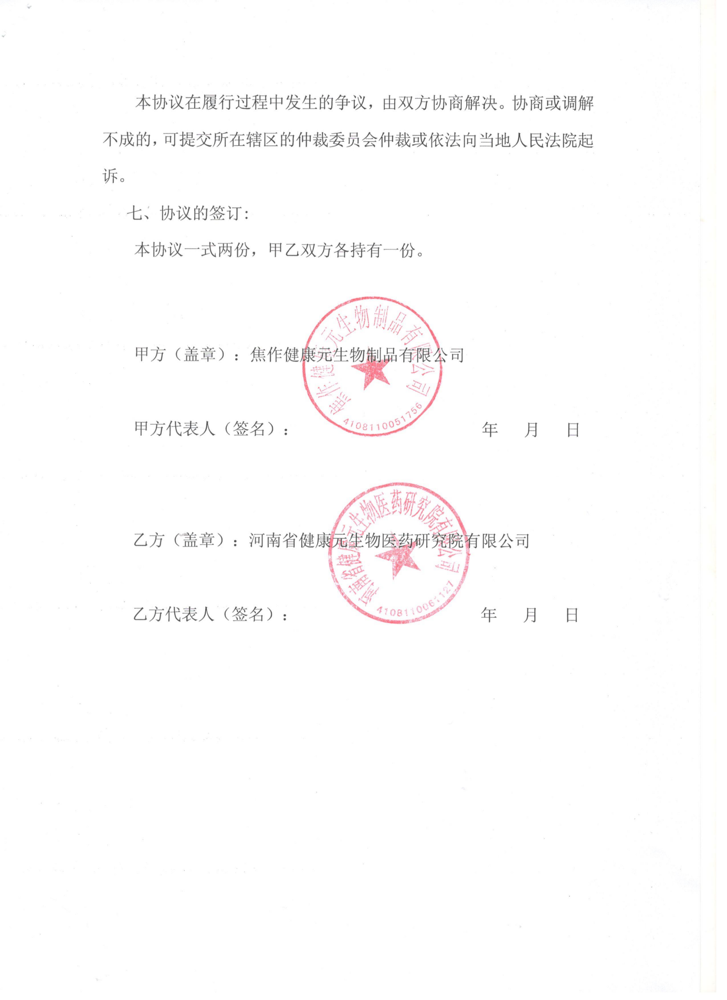 本协议在履行过程中发生的争议，由双方协商解决。协商或调解
不成的，可提交所在辖区的仲裁委员会仲裁或依法向当地人民法院起
诉。
七、协议的签订：
本协议一式两份，甲乙双方各持有一份。
甲方（盖章）：焦作健康元生物制品有限公司
焦作健康元生物制品有限公司
4108110051756
甲方代表人（签名）： 年 月 日
乙方（盖章）：河南省健康元生物医药研究院有限公司
河南省健康元生物医药研究院有限公司
4108110061127
乙方代表人（签名）： 年 月 日